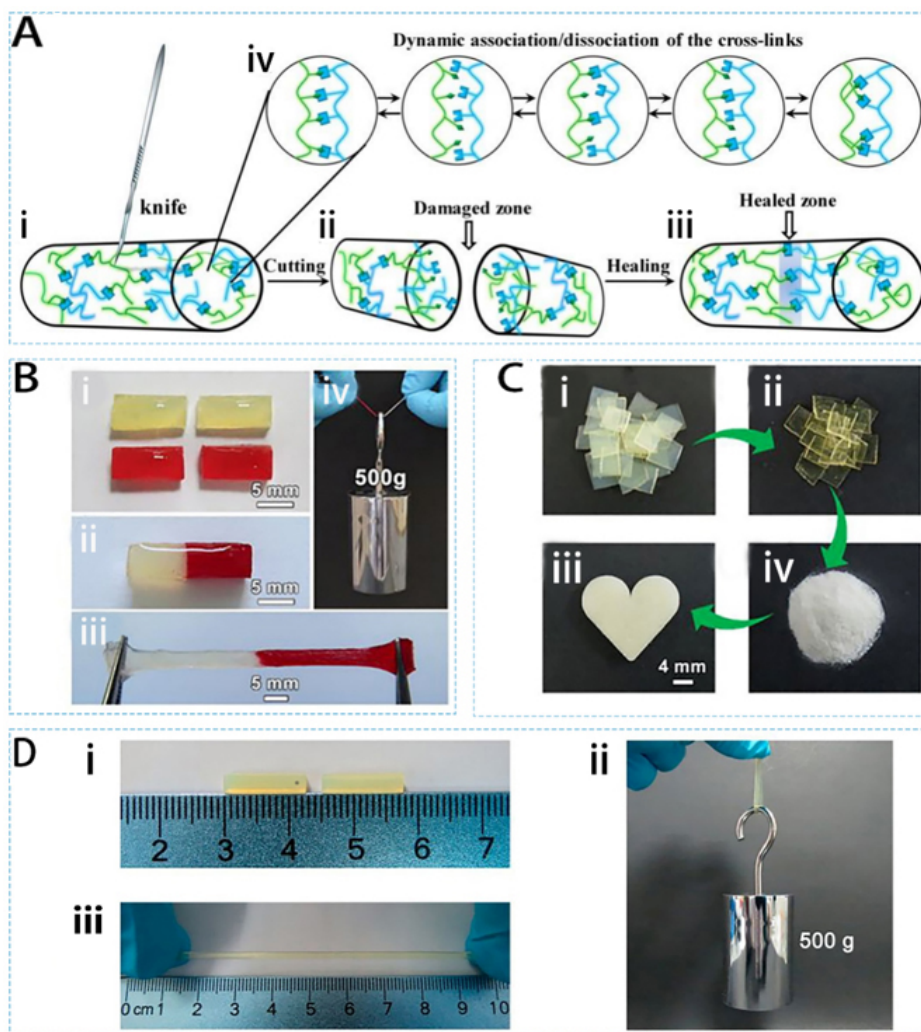 A
iv
Dynamic association/dissociation of the cross-links
knife
i
ii
Damaged zone
iii
Healed zone
Cutting
Healing
B
i
5 mm
ii
5 mm
iii
5 mm
iv
500g
C
i
ii
iii
4 mm
iv
D
i
2 3 4 5 6 7
ii
500 g
iii
0 cm 1 2 3 4 5 6 7 8 9 10